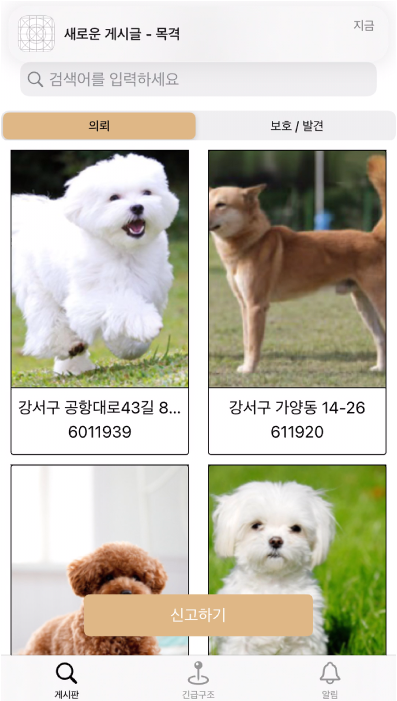 새로운 게시글 - 목격
지금
검색어를 입력하세요
의뢰
보호 / 발견
강서구 공항대로43길 8...
6011939
강서구 가양동 14-26
611920
신고하기
게시판
긴급구조
알림